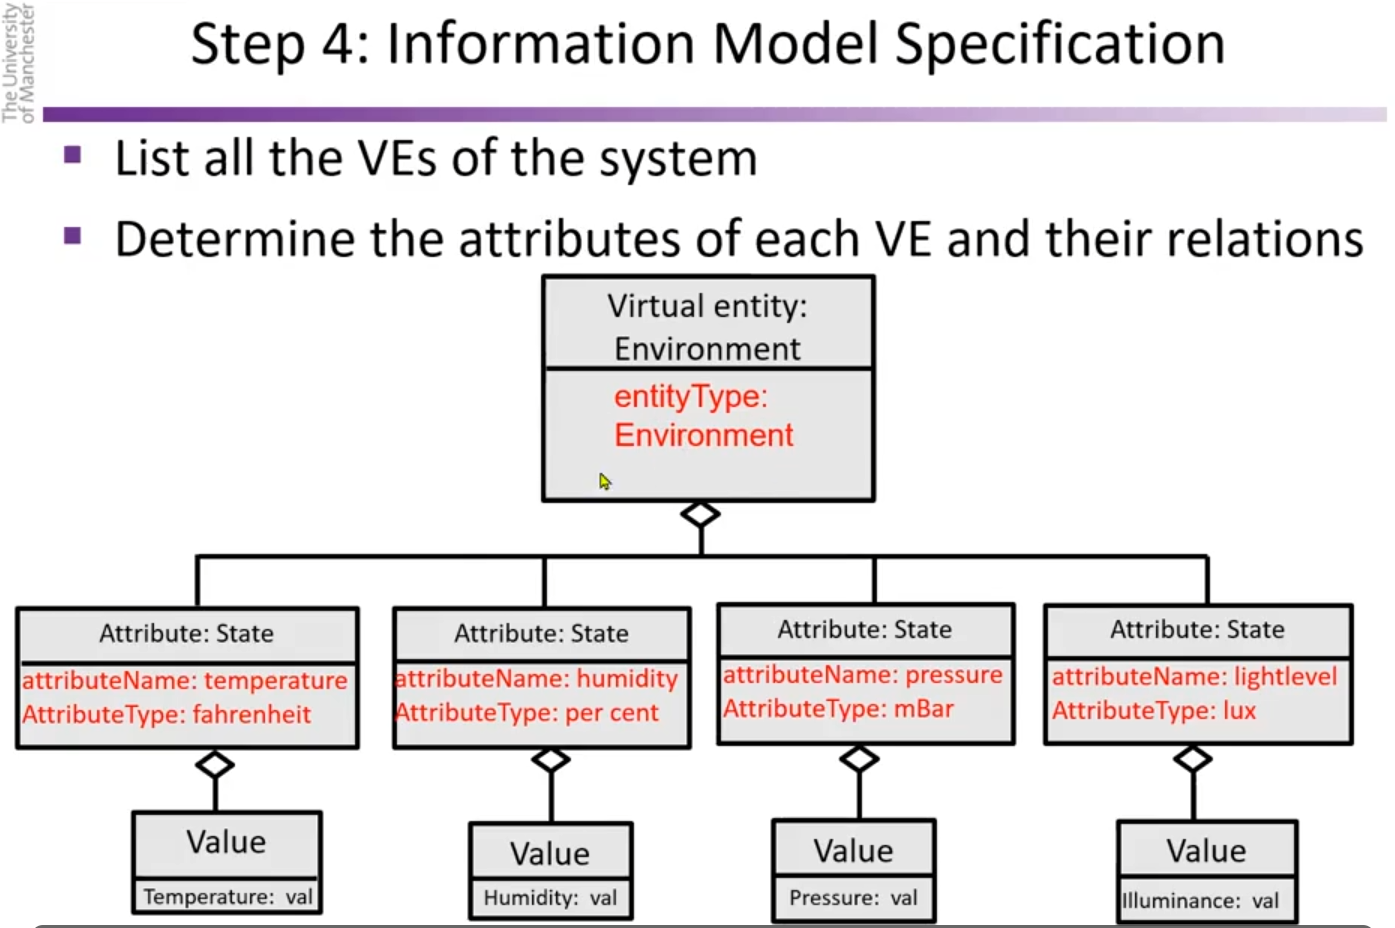 The University
of Manchester
Step 4: Information Model Specification
List all the VEs of the system
Determine the attributes of each VE and their relations
Virtual entity:
Environment
entityType:
Environment
Attribute: State
attributeName: temperature
AttributeType: fahrenheit
Attribute: State
attributeName: humidity
AttributeType: per cent
Attribute: State
attributeName: pressure
AttributeType: mBar
Attribute: State
attributeName: lightlevel
AttributeType: lux
Value
Temperature: val
Value
Humidity: val
Value
Pressure: val
Value
Illuminance: val